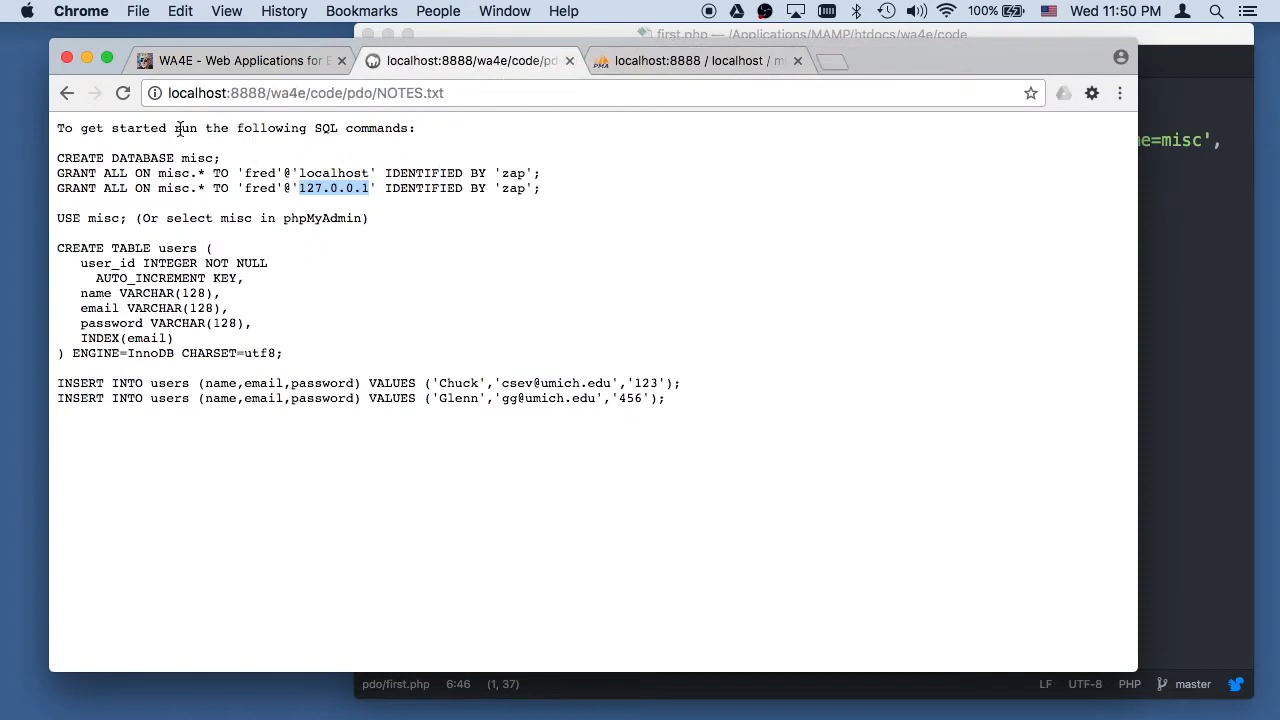 Chrome File Edit View History Bookmarks People Window Help 100% Wed 11:50 PM
first.php — /Applications/MAMP/htdocs/wa4e/code
WA4E - Web Applications for E localhost:8888/wa4e/code/pd localhost:8888 / localhost / m
localhost:8888/wa4e/code/pdo/NOTES.txt
To get started run the following SQL commands:
e=misc',
CREATE DATABASE misc;
GRANT ALL ON misc.* TO 'fred'@'localhost' IDENTIFIED BY 'zap';
GRANT ALL ON misc.* TO 'fred'@'127.0.0.1' IDENTIFIED BY 'zap';
USE misc; (Or select misc in phpMyAdmin)
CREATE TABLE users (
user_id INTEGER NOT NULL
AUTO_INCREMENT KEY,
name VARCHAR(128),
email VARCHAR(128),
password VARCHAR(128),
INDEX(email)
) ENGINE=InnoDB CHARSET=utf8;
INSERT INTO users (name,email,password) VALUES ('Chuck','csev@umich.edu','123');
INSERT INTO users (name,email,password) VALUES ('Glenn','gg@umich.edu','456');
pdo/first.php 6:46 (1, 37) LF UTF-8 PHP master